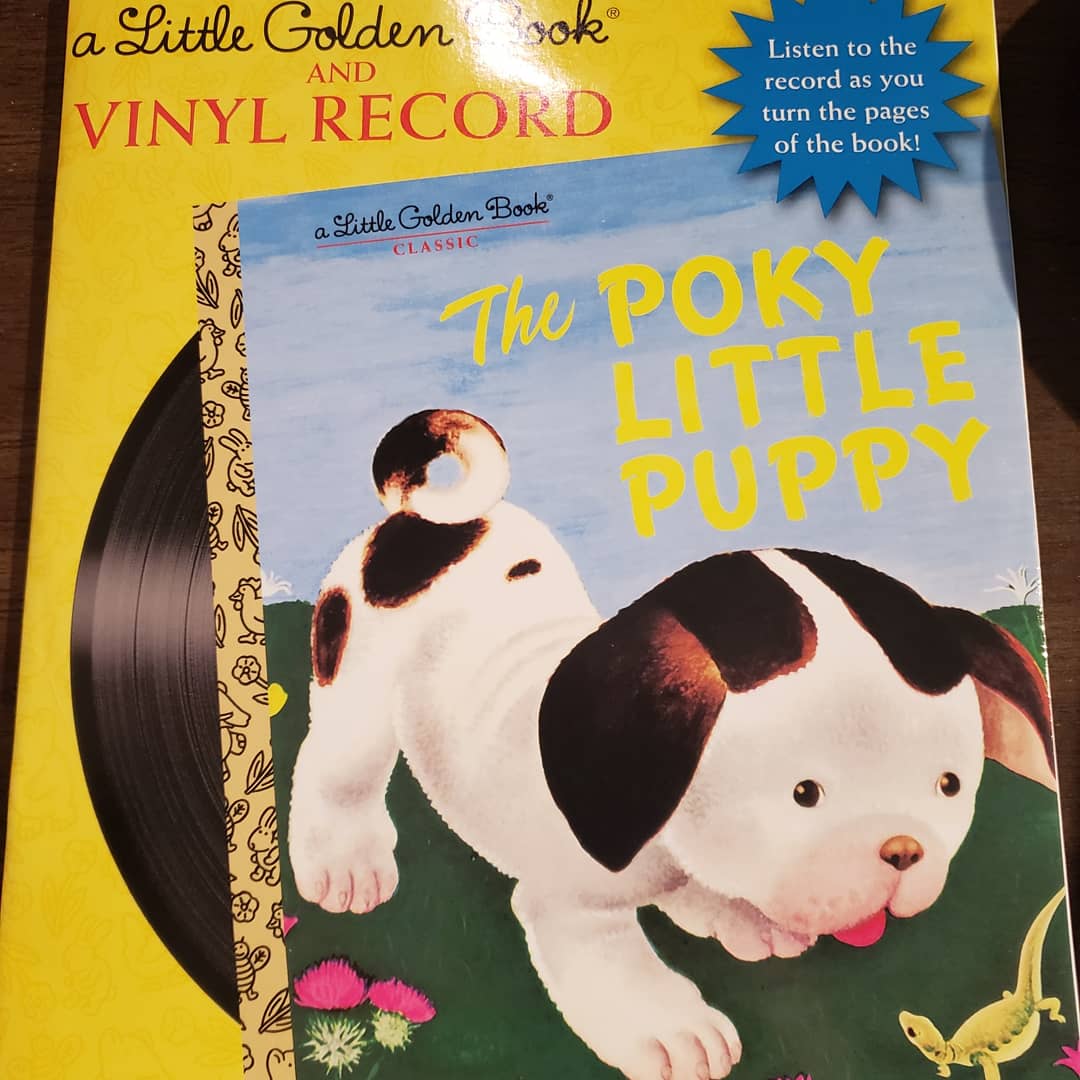 a Little Golden Book®
AND
VINYL RECORD
Listen to the
record as you
turn the pages
of the book!
a Little Golden Book®
CLASSIC
The POKY
LITTLE
PUPPY